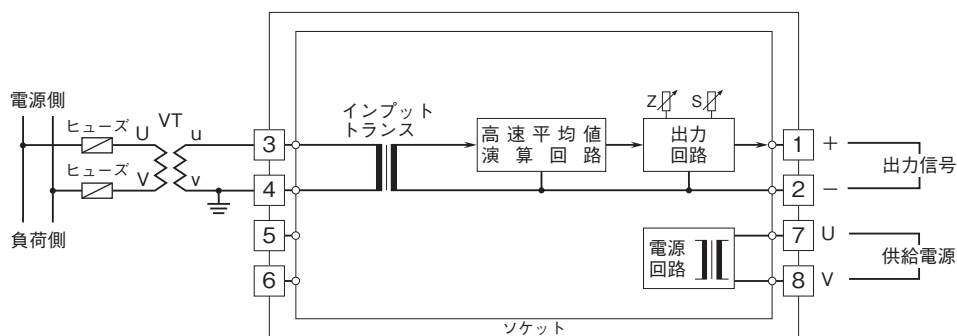 電源側
ヒューズ
U
VT
u
ヒューズ
V
v
負荷側
3
4
5
6
インプット
トランス
高速平均値
演算回路
Z
S
出力
回路
電源
回路
1
+
2
−
出力信号
7
U
8
V
供給電源
ソケット